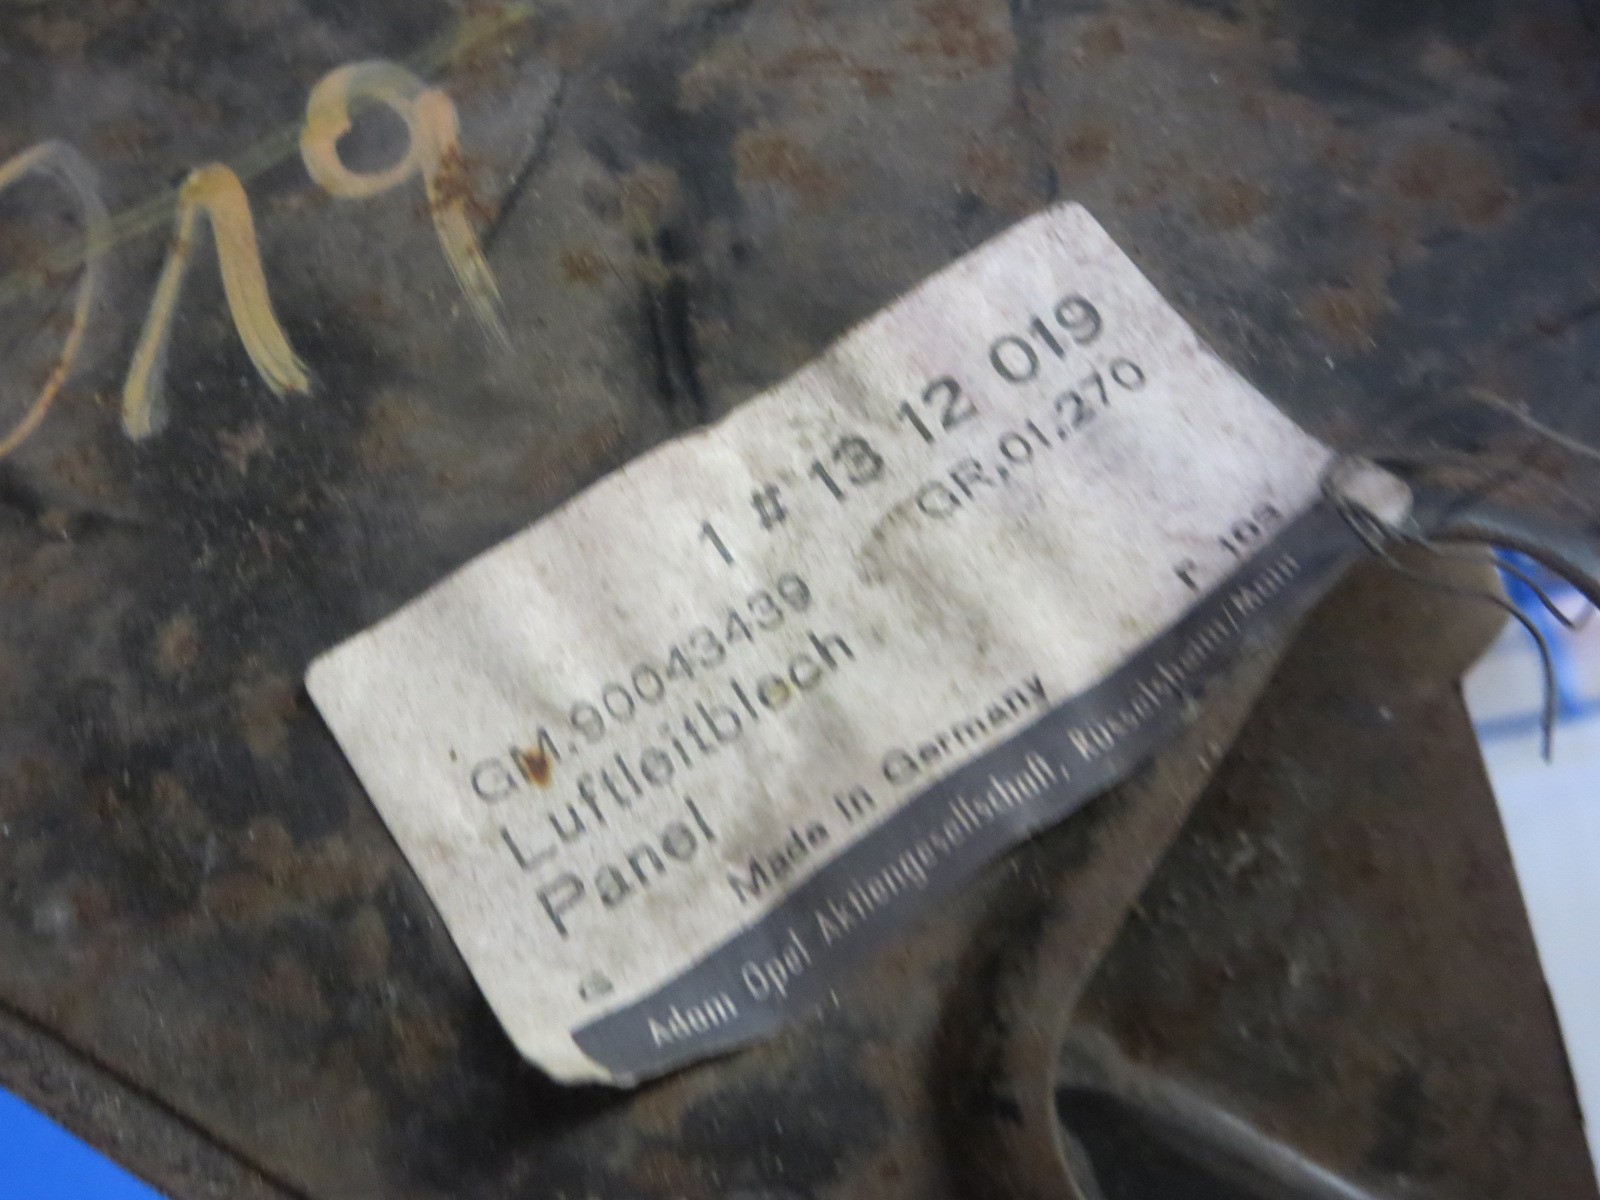 019
1 # 13 12 019
GR.01.270
GM.90043439
Luftleitblech
Panel
Made in Germany
G
Adam Opel Aktiengesellschaft, Rüsselsheim/Main